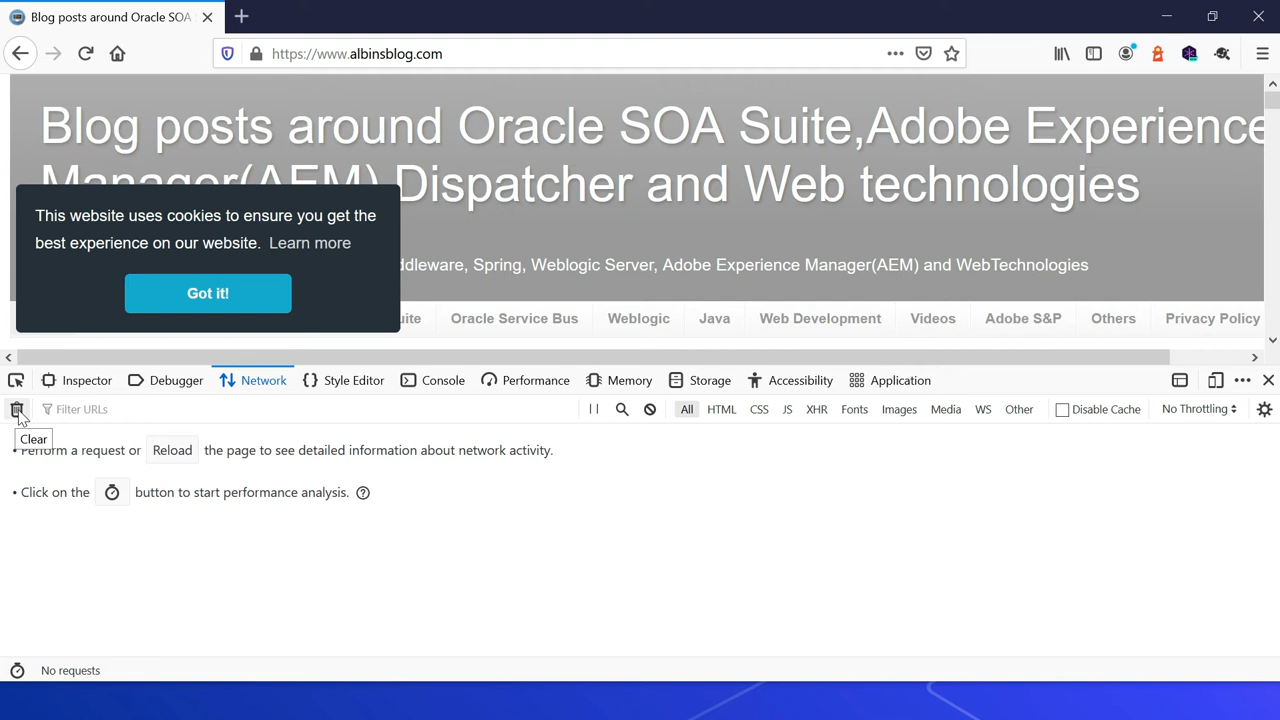 Blog posts around Oracle SOA
https://www.albinsblog.com
Blog posts around Oracle SOA Suite,Adobe Experience
Manager(AEM) Dispatcher and Web technologies
This website uses cookies to ensure you get the
best experience on our website. Learn more
Got it!
Weblogic Server, Adobe Experience Manager(AEM) and WebTechnologies
Oracle Service Bus Weblogic Java Web Development Videos Adobe S&P Others Privacy Policy
Inspector Debugger Network Style Editor Console Performance Memory Storage Accessibility Application
Filter URLs All HTML CSS JS XHR Fonts Images Media WS Other Disable Cache No Throttling
Clear
• Perform a request or Reload the page to see detailed information about network activity.
• Click on the button to start performance analysis.
No requests